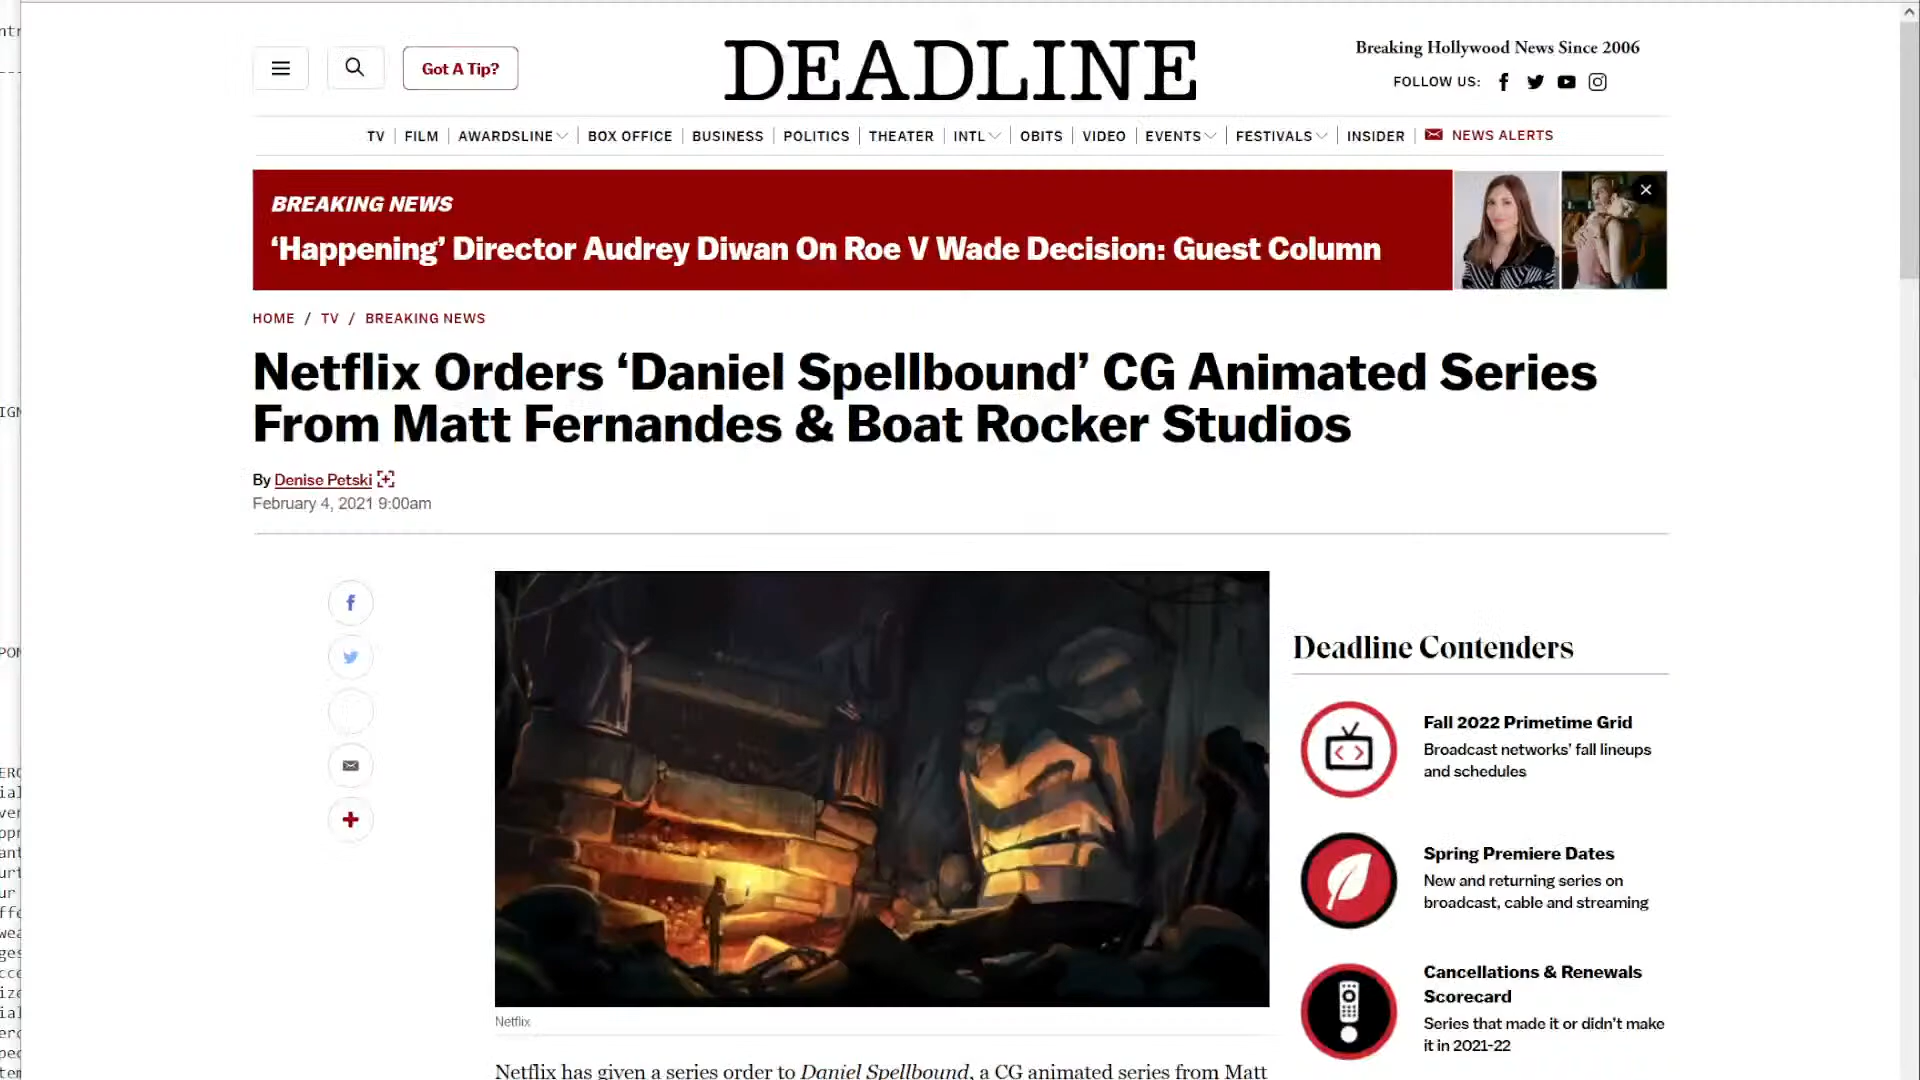 Got A Tip?
DEADLINE
Breaking Hollywood News Since 2006
FOLLOW US:
TV FILM AWARDSLINE BOX OFFICE BUSINESS POLITICS THEATER INTL OBITS VIDEO EVENTS FESTIVALS INSIDER NEWS ALERTS
BREAKING NEWS
‘Happening’ Director Audrey Diwan On Roe V Wade Decision: Guest Column
HOME / TV / BREAKING NEWS
Netflix Orders ‘Daniel Spellbound’ CG Animated Series
From Matt Fernandes & Boat Rocker Studios
By Denise Petski
February 4, 2021 9:00am
Netflix
Netflix has given a series order to Daniel Spellbound, a CG animated series from Matt
Deadline Contenders
Fall 2022 Primetime Grid
Broadcast networks’ fall lineups
and schedules
Spring Premiere Dates
New and returning series on
broadcast, cable and streaming
Cancellations & Renewals
Scorecard
Series that made it or didn’t make
it in 2021-22